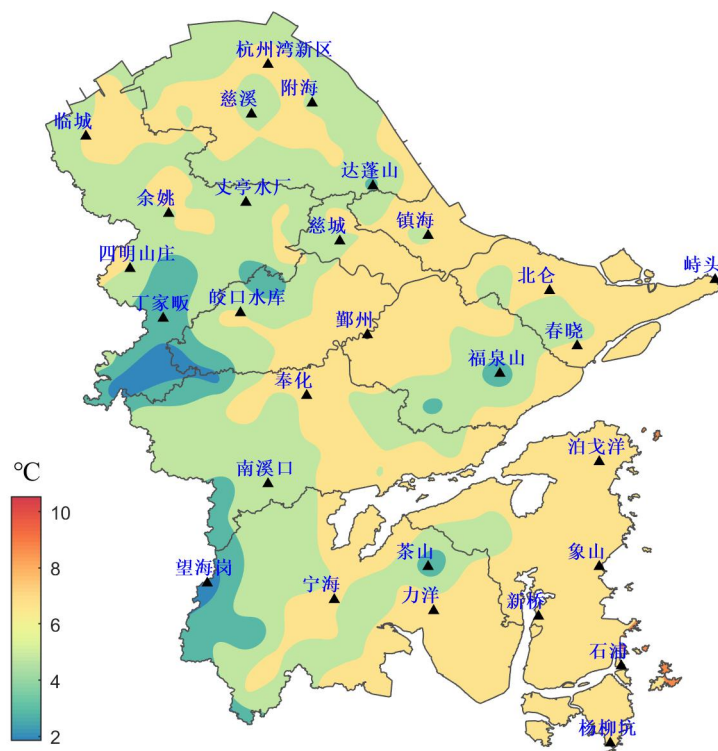 杭州湾新区
附海
慈溪
临城
达蓬山
余姚
丈亭水厂
慈城
镇海
四明山庄
北仑
峙头
丁家畈
皎口水库
鄞州
春晓
福泉山
奉化
泊戈洋
℃
南溪口
10
茶山
象山
望海岗
8
宁海
力洋
新桥
6
石浦
4
杨柳坑
2